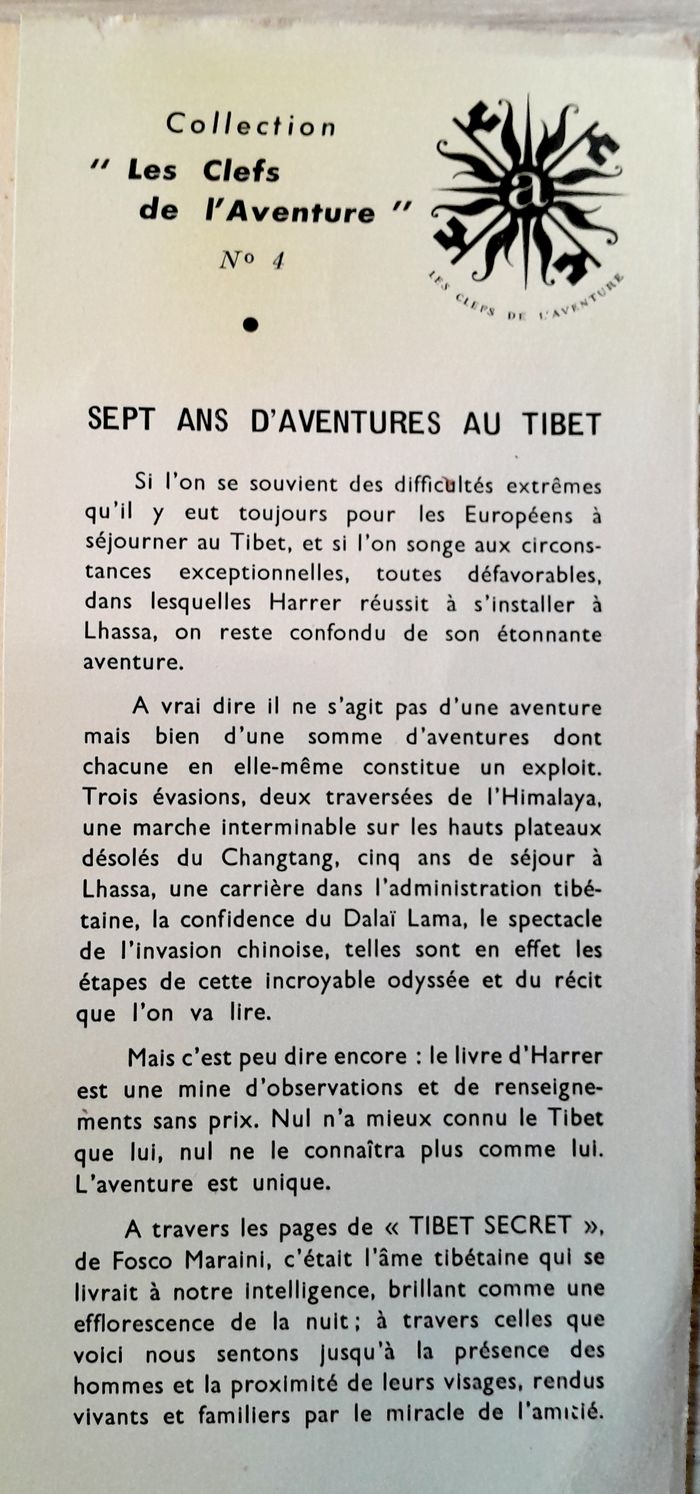 Collection
" Les Clefs
de l'Aventure "
Nº 4
a
LES CLEFS DE L'AVENTURE
●
SEPT ANS D'AVENTURES AU TIBET
Si l'on se souvient des difficultés extrêmes
qu'il y eut toujours pour les Européens à
séjourner au Tibet, et si l'on songe aux circons-
tances exceptionnelles, toutes défavorables,
dans lesquelles Harrer réussit à s'installer à
Lhassa, on reste confondu de son étonnante
aventure.
A vrai dire il ne s'agit pas d'une aventure
mais bien d'une somme d'aventures dont
chacune en elle-même constitue un exploit.
Trois évasions, deux traversées de l'Himalaya,
une marche interminable sur les hauts plateaux
désolés du Changtang, cinq ans de séjour à
Lhassa, une carrière dans l'administration tibé-
taine, la confidence du Dalaï Lama, le spectacle
de l'invasion chinoise, telles sont en effet les
étapes de cette incroyable odyssée et du récit
que l'on va lire.
Mais c'est peu dire encore : le livre d'Harrer
est une mine d'observations et de renseigne-
ments sans prix. Nul n'a mieux connu le Tibet
que lui, nul ne le connaîtra plus comme lui.
L'aventure est unique.
A travers les pages de « TIBET SECRET »,
de Fosco Maraini, c'était l'âme tibétaine qui se
livrait à notre intelligence, brillant comme une
efflorescence de la nuit ; à travers celles que
voici nous sentons jusqu'à la présence des
hommes et la proximité de leurs visages, rendus
vivants et familiers par le miracle de l'amitié.